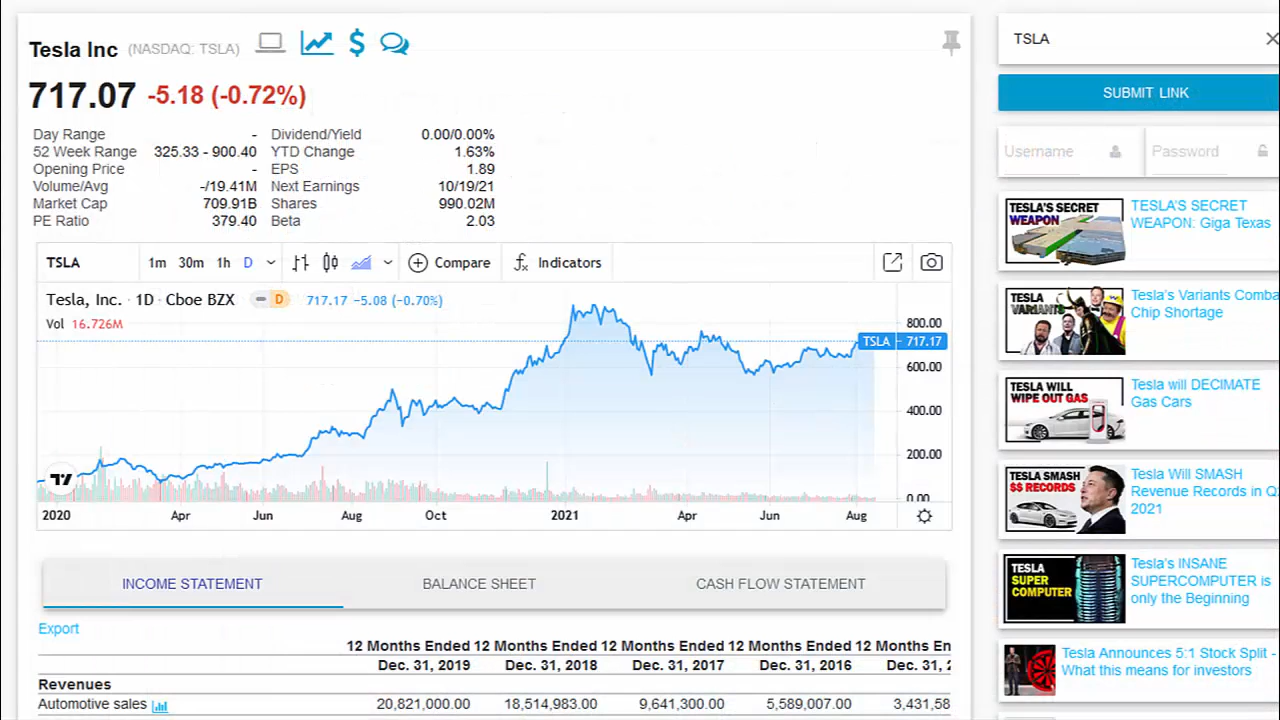 Tesla Inc (NASDAQ: TSLA)
717.07 -5.18 (-0.72%)
Day Range - Dividend/Yield 0.00/0.00%
52 Week Range 325.33 - 900.40 YTD Change 1.63%
Opening Price - EPS 1.89
Volume/Avg -/19.41M Next Earnings 10/19/21
Market Cap 709.91B Shares 990.02M
PE Ratio 379.40 Beta 2.03
TSLA 1m 30m 1h D Compare Indicators
Tesla, Inc. · 1D · Cboe BZX D 717.17 -5.08 (-0.70%)
Vol 16.726M
800.00
TSLA 717.17
600.00
400.00
200.00
0.00
2020 Apr Jun Aug Oct 2021 Apr Jun Aug
INCOME STATEMENT BALANCE SHEET CASH FLOW STATEMENT
Export
12 Months Ended 12 Months Ended 12 Months Ended 12 Months Ended 12 Months En
Dec. 31, 2019 Dec. 31, 2018 Dec. 31, 2017 Dec. 31, 2016 Dec. 31, 2
Revenues
Automotive sales 20,821,000.00 18,514,983.00 9,641,300.00 5,589,007.00 3,431,58
TSLA
SUBMIT LINK
Username Password
TESLA'S SECRET
WEAPON
TESLA'S SECRET
WEAPON: Giga Texas
TESLA
VARIANTS
Tesla's Variants Comba
Chip Shortage
TESLA WILL
WIPE OUT GAS
Tesla will DECIMATE
Gas Cars
TESLA SMASH
$$ RECORDS
Tesla Will SMASH
Revenue Records in Q
2021
TESLA
SUPER
COMPUTER
Tesla's INSANE
SUPERCOMPUTER is
only the Beginning
Tesla Announces 5:1 Stock Split -
What this means for investors